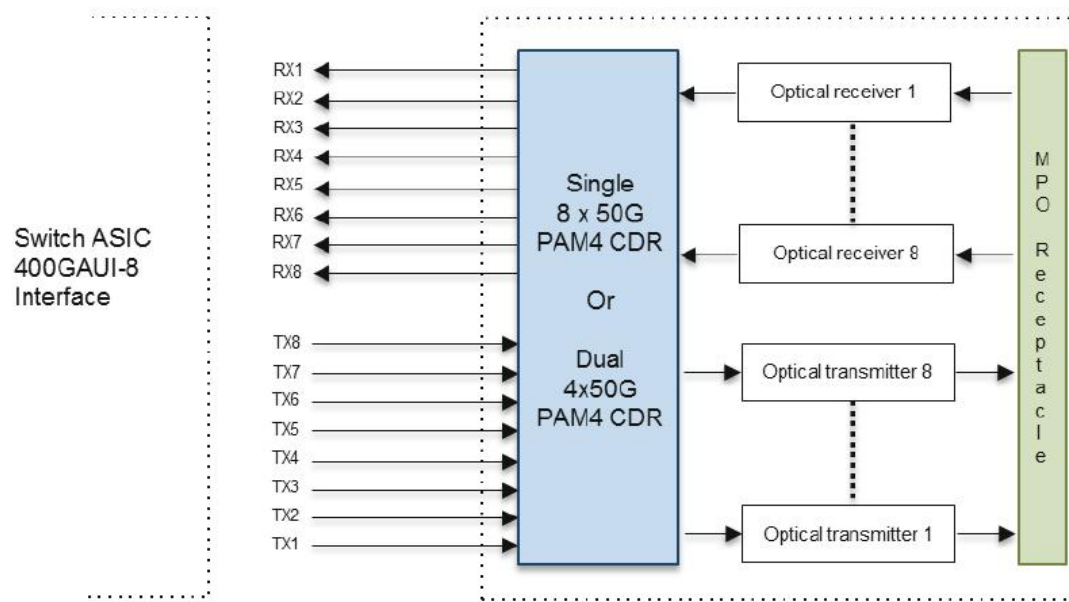 Switch ASIC
400GAUI-8
Interface
RX1
RX2
RX3
RX4
RX5
RX6
RX7
RX8
TX8
TX7
TX6
TX5
TX4
TX3
TX2
TX1
Single
8 x 50G
PAM4 CDR
Or
Dual
4x50G
PAM4 CDR
Optical receiver 1
Optical receiver 8
Optical transmitter 8
Optical transmitter 1
MPO Receptacle